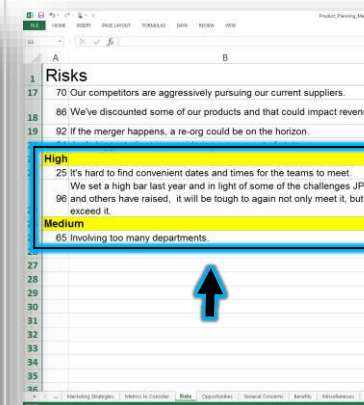 Product_Planning_Me
FILE HOME INSERT PAGE LAYOUT FORMULAS DATA REVIEW VIEW
A B
1 Risks
17 70 Our competitors are aggressively pursuing our current suppliers.
18 86 We've discounted some of our products and that could impact reven
19 92 If the merger happens, a re-org could be on the horizon.
High
25 It's hard to find convenient dates and times for the teams to meet.
We set a high bar last year and in light of some of the challenges JP
96 and others have raised, it will be tough to again not only meet it, but
exceed it.
Medium
65 Involving too many departments.
27
28
29
30
31
32
33
34
35
36
Marketing Strategies Metrics to Consider Risks Opportunities General Concerns Benefits Miscellaneous